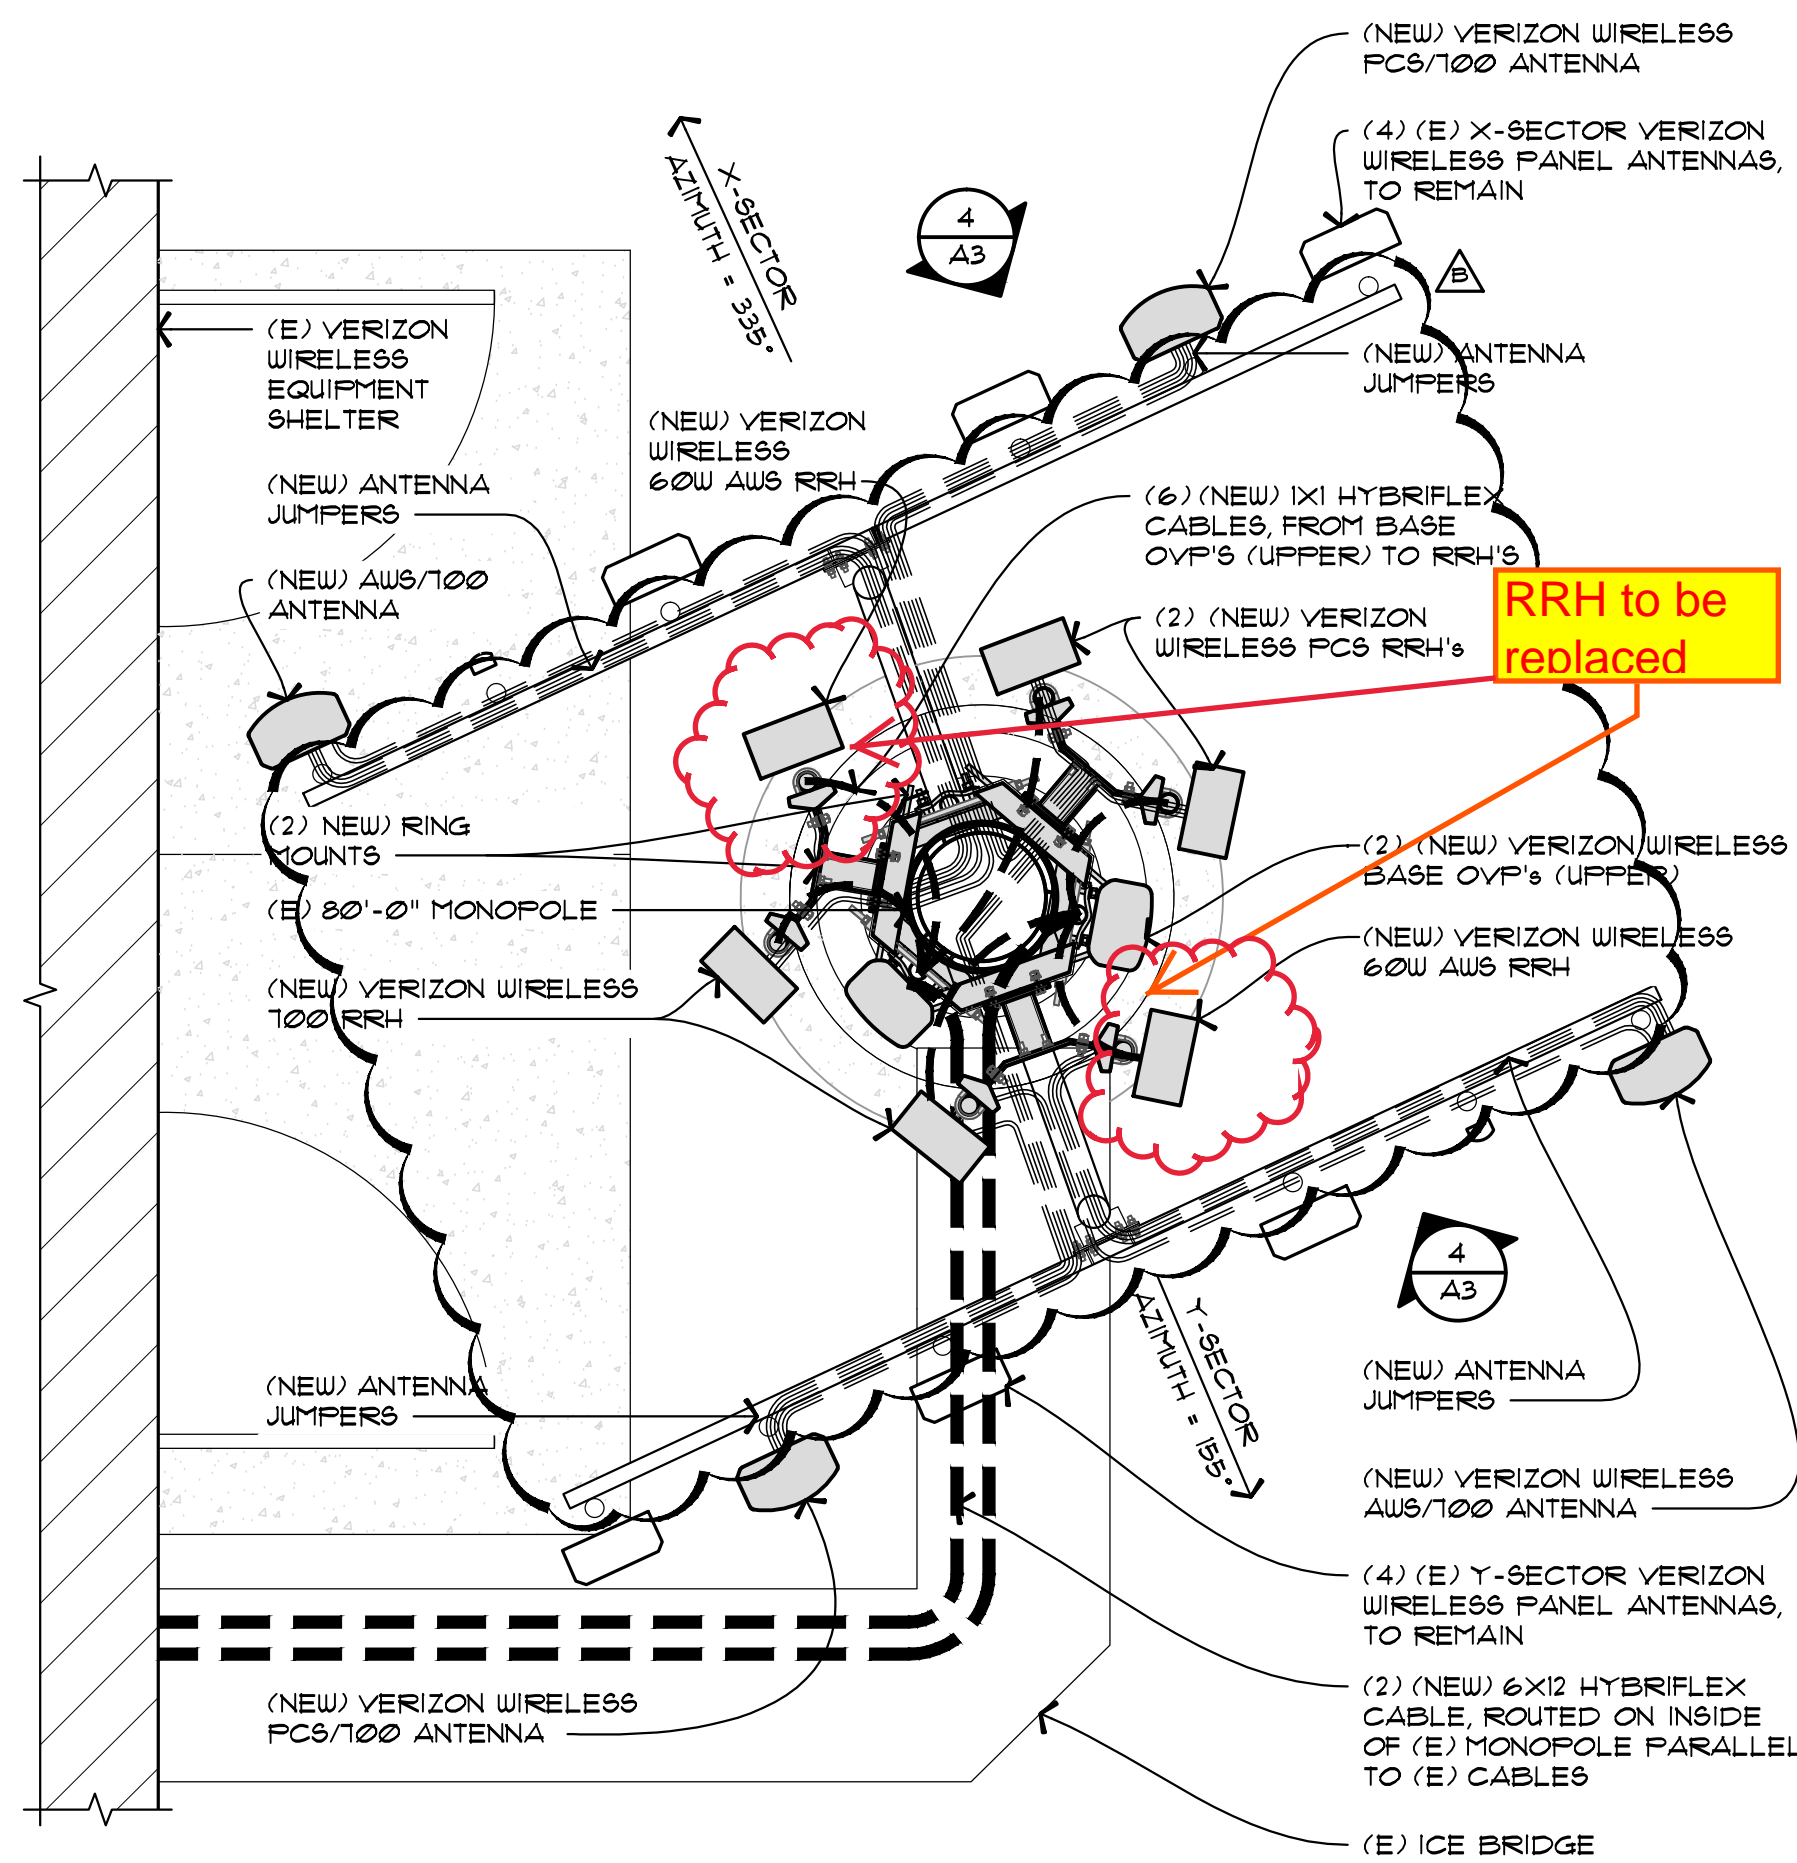 (NEW) VERIZON WIRELESS
PCS/700 ANTENNA
(4) (E) X-SECTOR VERIZON
WIRELESS PANEL ANTENNAS,
TO REMAIN
X-SECTOR
AZIMUTH = 335°
4
A3
B
(E) VERIZON
WIRELESS
EQUIPMENT
SHELTER
(NEW) ANTENNA
JUMPERS
(NEW) VERIZON
WIRELESS
60W AWS RRH
(NEW) ANTENNA
JUMPERS
(6) (NEW) 1X1 HYBRIFLEX
CABLES, FROM BASE
OVP'S (UPPER) TO RRH'S
(NEW) AWS/700
ANTENNA
RRH to be
replaced
(2) (NEW) VERIZON
WIRELESS PCS RRH's
(2) NEW) RING
MOUNTS
(2) (NEW) VERIZON WIRELESS
BASE OVP's (UPPER)
(E) 80'-0" MONOPOLE
(NEW) VERIZON WIRELESS
60W AWS RRH
(NEW) VERIZON WIRELESS
700 RRH
4
A3
Y-SECTOR
AZIMUTH = 155°
(NEW) ANTENNA
JUMPERS
(NEW) ANTENNA
JUMPERS
(NEW) VERIZON WIRELESS
AWS/700 ANTENNA
(4) (E) Y-SECTOR VERIZON
WIRELESS PANEL ANTENNAS,
TO REMAIN
(NEW) VERIZON WIRELESS
PCS/700 ANTENNA
(2) (NEW) 6X12 HYBRIFLEX
CABLE, ROUTED ON INSIDE
OF (E) MONOPOLE PARALLEL
TO (E) CABLES
(E) ICE BRIDGE